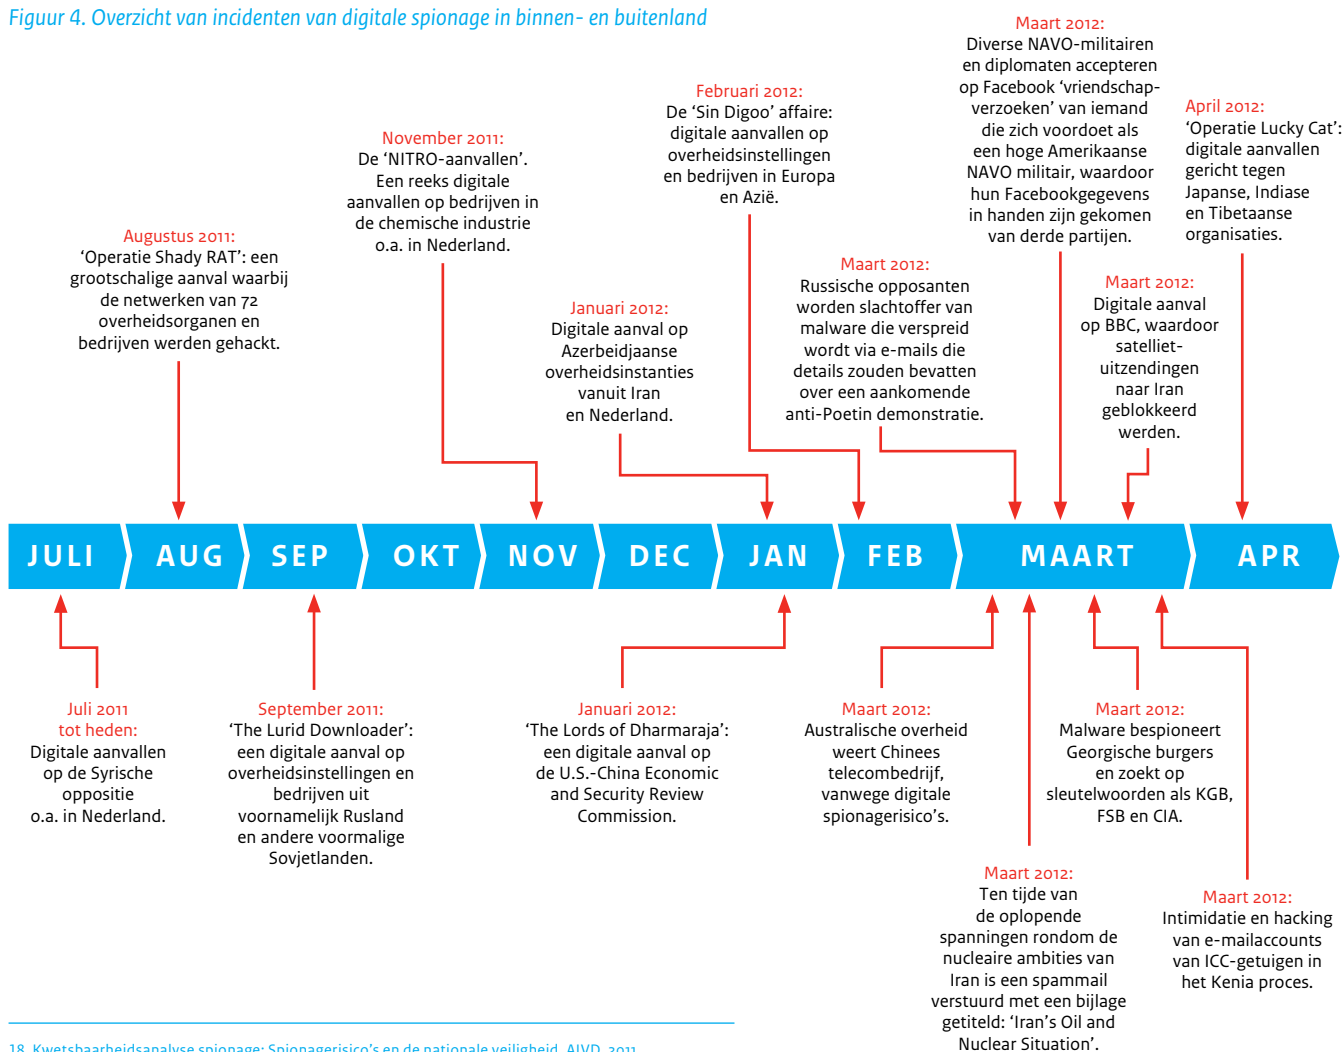 Figuur 4. Overzicht van incidenten van digitale spionage in binnen- en buitenland
Augustus 2011:
‘Operatie Shady RAT’: een
grootschalige aanval waarbij
de netwerken van 72
overheidsorganen en
bedrijven werden gehackt.
November 2011:
De ‘NITRO-aanvallen’.
Een reeks digitale
aanvallen op bedrijven in
de chemische industrie
o.a. in Nederland.
Januari 2012:
Digitale aanval op
Azerbeidjaanse
overheidsinstanties
vanuit Iran
en Nederland.
Februari 2012:
De ‘Sin Digoo’ affaire:
digitale aanvallen op
overheidsinstellingen
en bedrijven in Europa
en Azië.
Maart 2012:
Russische opposanten
worden slachtoffer van
malware die verspreid
wordt via e-mails die
details zouden bevatten
over een aankomende
anti-Poetin demonstratie.
Maart 2012:
Diverse NAVO-militairen
en diplomaten accepteren
op Facebook ‘vriendschap-
verzoeken’ van iemand
die zich voordoet als
een hoge Amerikaanse
NAVO militair, waardoor
hun Facebookgegevens
in handen zijn gekomen
van derde partijen.
Maart 2012:
Digitale aanval
op BBC, waardoor
satelliet-
uitzendingen
naar Iran
geblokkeerd
werden.
April 2012:
‘Operatie Lucky Cat’:
digitale aanvallen
gericht tegen
Japanse, Indiase
en Tibetaanse
organisaties.
JULI AUG SEP OKT NOV DEC JAN FEB MAART APR
Juli 2011
tot heden:
Digitale aanvallen
op de Syrische
oppositie
o.a. in Nederland.
September 2011:
‘The Lurid Downloader’:
een digitale aanval op
overheidsinstellingen en
bedrijven uit
voornamelijk Rusland
en andere voormalige
Sovjetlanden.
Januari 2012:
‘The Lords of Dharmaraja’:
een digitale aanval op
de U.S.-China Economic
and Security Review
Commission.
Maart 2012:
Australische overheid
weert Chinees
telecombedrijf,
vanwege digitale
spionagerisico’s.
Maart 2012:
Ten tijde van
de oplopende
spanningen rondom de
nucleaire ambities van
Iran is een spammail
verstuurd met een bijlage
getiteld: ‘Iran’s Oil and
Nuclear Situation’.
Maart 2012:
Malware bespioneert
Georgische burgers
en zoekt op
sleutelwoorden als KGB,
FSB en CIA.
Maart 2012:
Intimidatie en hacking
van e-mailaccounts
van ICC-getuigen in
het Kenia proces.
18 Kwetsbaarheidsanalyse spionage: Spionagerisico’s en de nationale veiligheid, AIVD, 2011